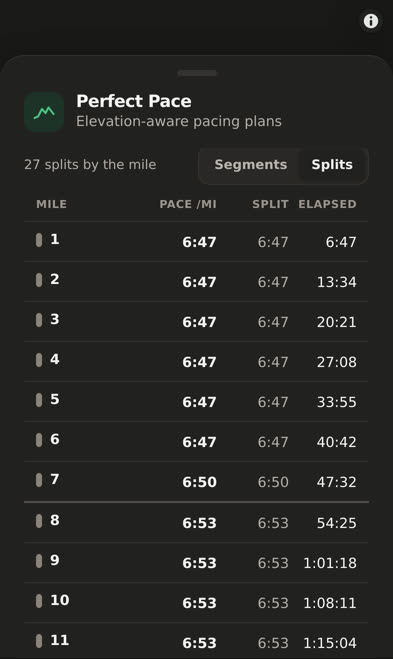 Perfect Pace
Elevation-aware pacing plans
27 splits by the mile Segments Splits
MILE PACE /MI SPLIT ELAPSED
1 6:47 6:47 6:47
2 6:47 6:47 13:34
3 6:47 6:47 20:21
4 6:47 6:47 27:08
5 6:47 6:47 33:55
6 6:47 6:47 40:42
7 6:50 6:50 47:32
8 6:53 6:53 54:25
9 6:53 6:53 1:01:18
10 6:53 6:53 1:08:11
11 6:53 6:53 1:15:04